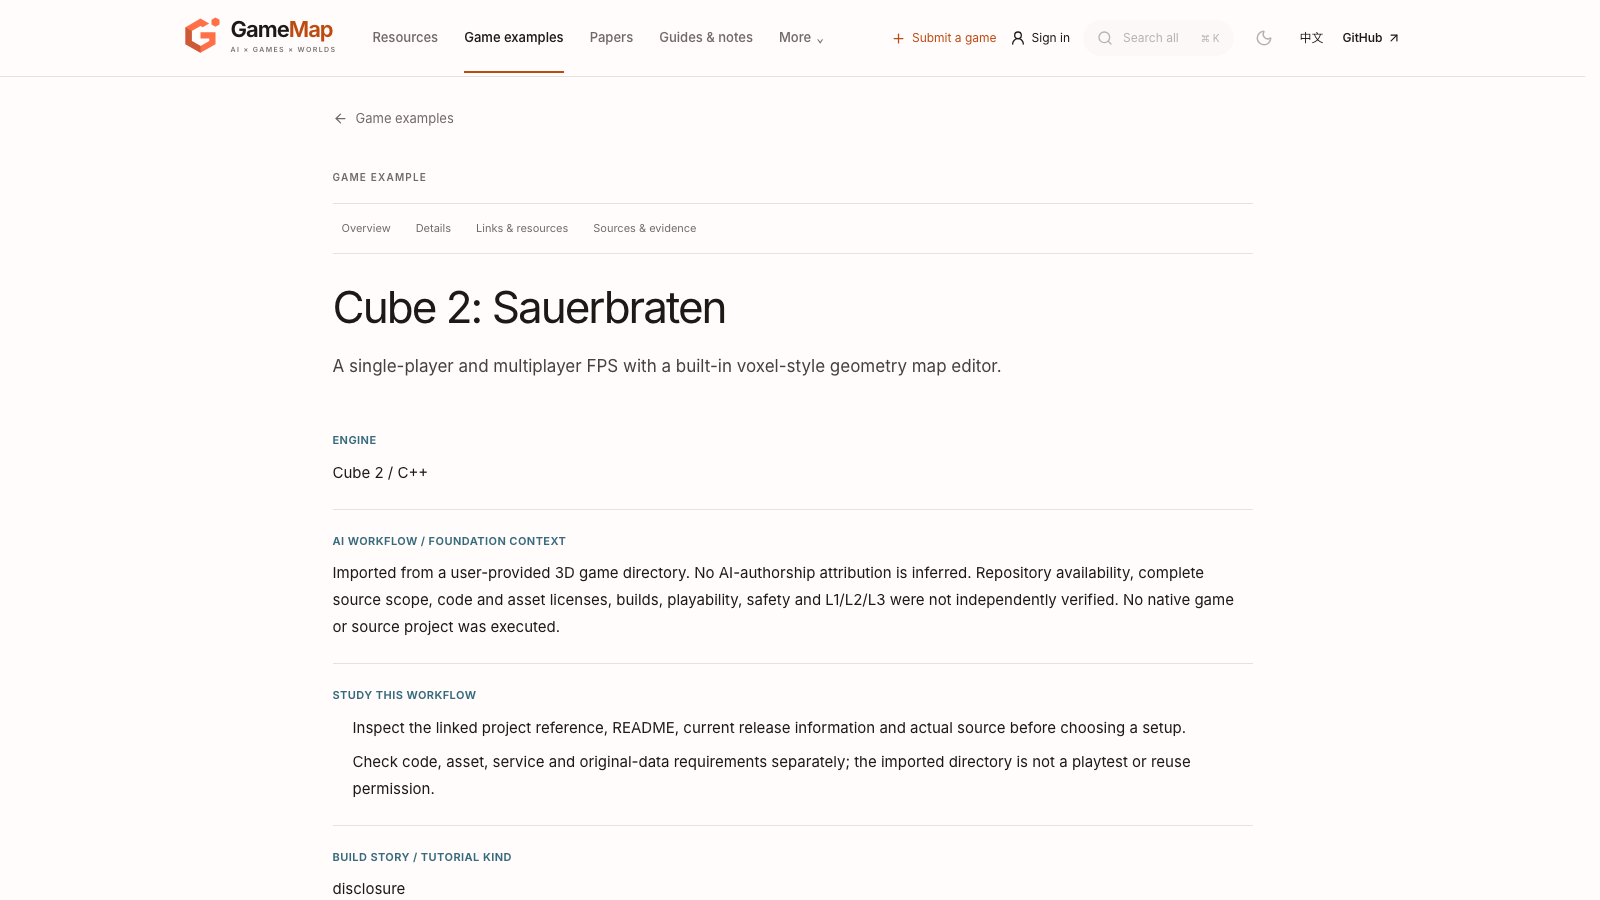 GameMap
AI × GAMES × WORLDS
Resources
Game examples
Papers
Guides & notes
More
Submit a game
Sign in
Search all
⌘ K
中文
GitHub
Game examples
GAME EXAMPLE
Overview
Details
Links & resources
Sources & evidence
Cube 2: Sauerbraten
A single-player and multiplayer FPS with a built-in voxel-style geometry map editor.
ENGINE
Cube 2 / C++
AI WORKFLOW / FOUNDATION CONTEXT
Imported from a user-provided 3D game directory. No AI-authorship attribution is inferred. Repository availability, complete
source scope, code and asset licenses, builds, playability, safety and L1/L2/L3 were not independently verified. No native game
or source project was executed.
STUDY THIS WORKFLOW
Inspect the linked project reference, README, current release information and actual source before choosing a setup.
Check code, asset, service and original-data requirements separately; the imported directory is not a playtest or reuse
permission.
BUILD STORY / TUTORIAL KIND
disclosure